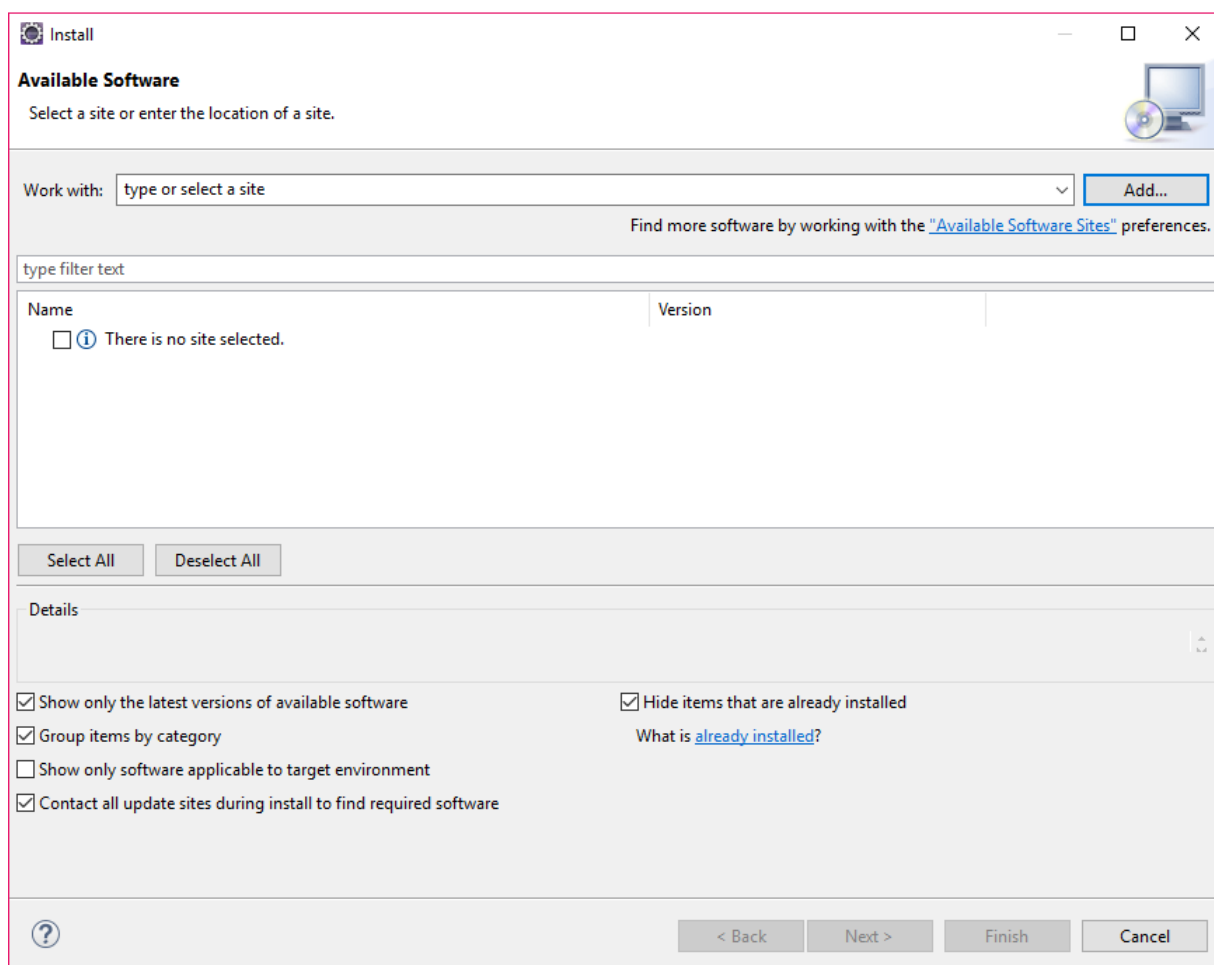 Install
Available Software
Select a site or enter the location of a site.
Work with: type or select a site Add...
Find more software by working with the "Available Software Sites" preferences.
type filter text
Name Version
There is no site selected.
Select All Deselect All
Details
Show only the latest versions of available software Hide items that are already installed
Group items by category What is already installed?
Show only software applicable to target environment
Contact all update sites during install to find required software
? < Back Next > Finish Cancel